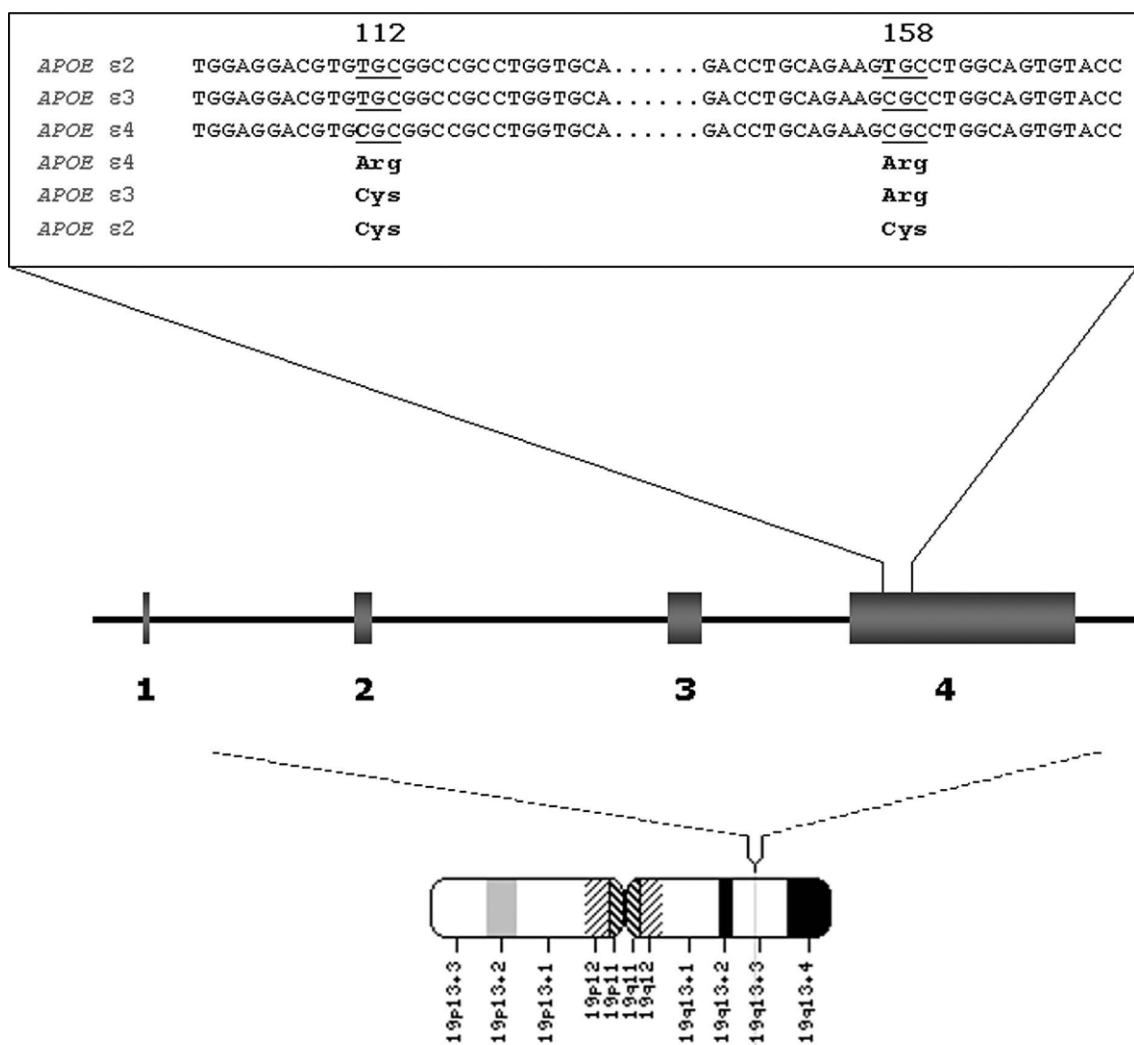 112 158
APOE ε2 TGGAGGACGTGTGCGGCCGCCTGGTGCA......GACCTGCAGAAGTGCCTGGCAGTGTACC
APOE ε3 TGGAGGACGTGTGCGGCCGCCTGGTGCA......GACCTGCAGAAGCGCCTGGCAGTGTACC
APOE ε4 TGGAGGACGTGCGCGGCCGCCTGGTGCA......GACCTGCAGAAGCGCCTGGCAGTGTACC
APOE ε4 Arg Arg
APOE ε3 Cys Arg
APOE ε2 Cys Cys
1 2 3 4
19p13+3
19p13+2
19p13+1
19p12
19p11
19q11
19q12
19q13+1
19q13+2
19q13+3
19q13+4